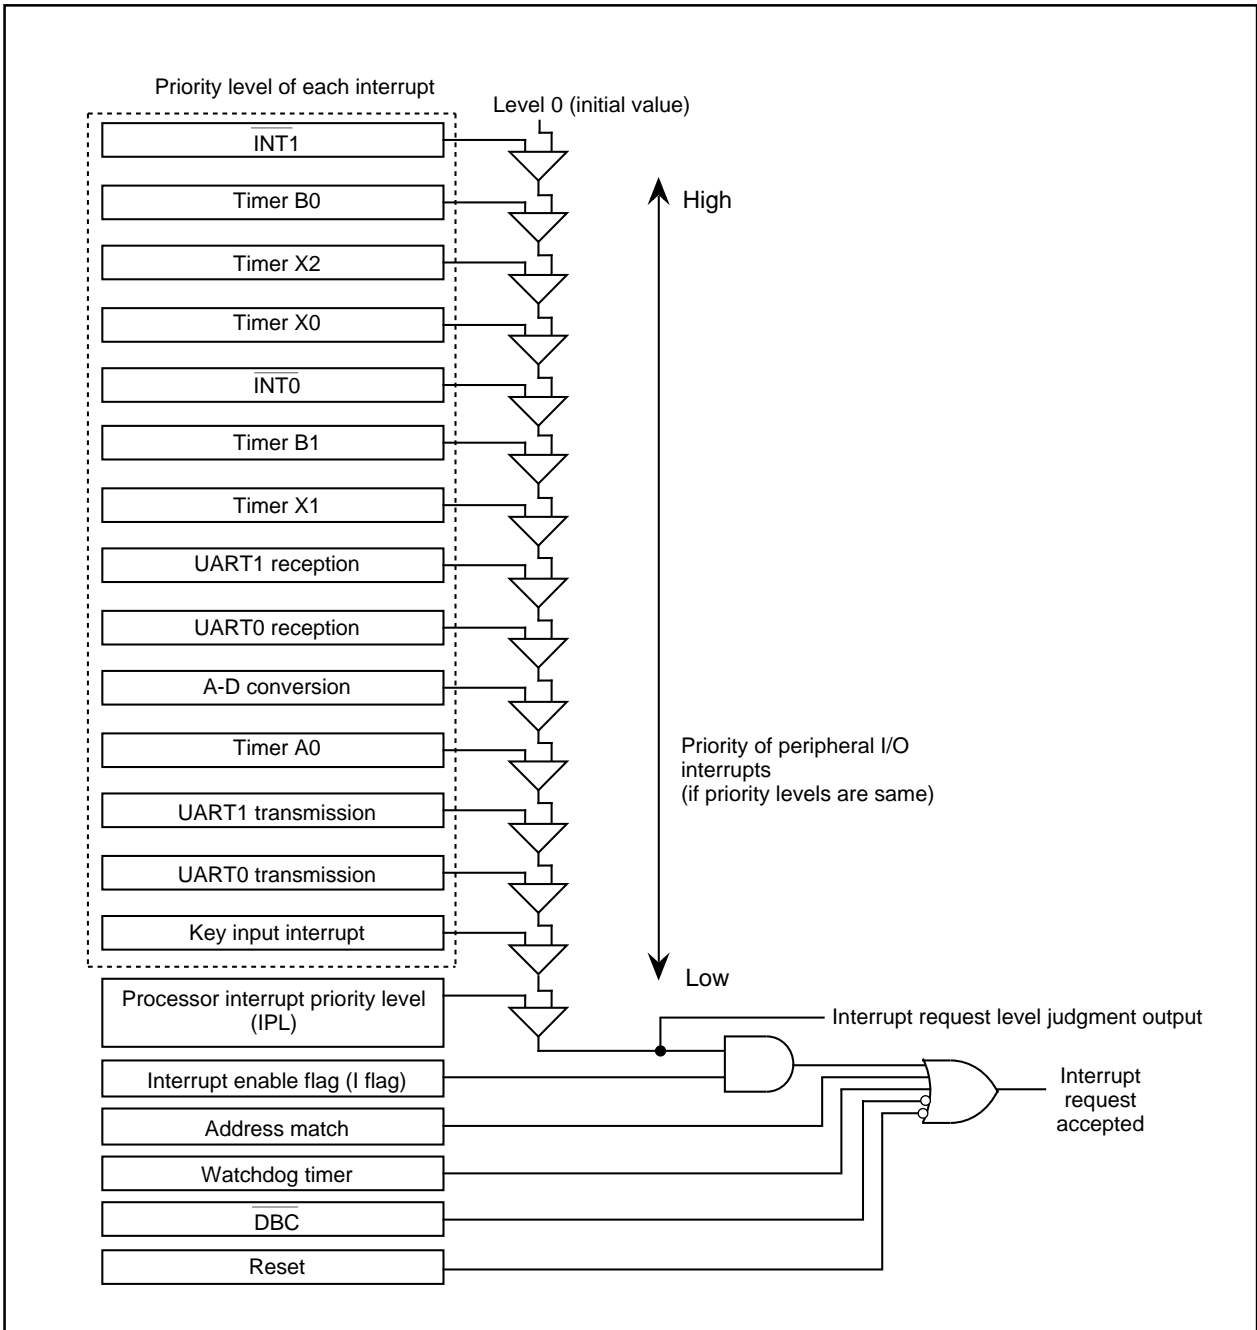 Priority level of each interrupt
Level 0 (initial value)
INT1
Timer B0
High
Timer X2
Timer X0
INT0
Timer B1
Timer X1
UART1 reception
UART0 reception
A-D conversion
Timer A0
Priority of peripheral I/O
interrupts
(if priority levels are same)
UART1 transmission
UART0 transmission
Key input interrupt
Low
Processor interrupt priority level
(IPL)
Interrupt request level judgment output
Interrupt enable flag (I flag)
Interrupt
request
accepted
Address match
Watchdog timer
DBC
Reset